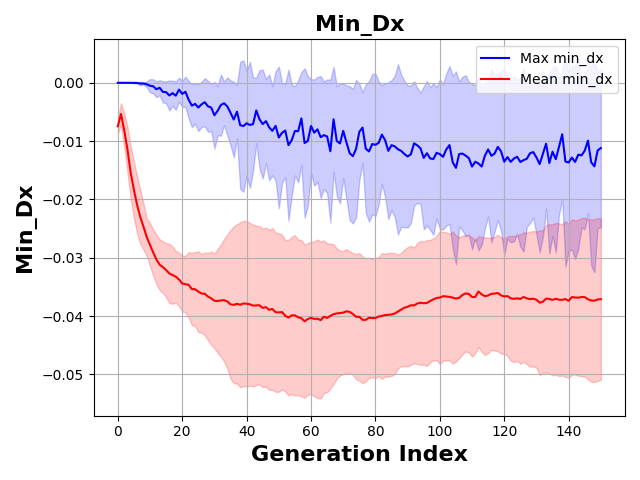 Min_Dx
Max min_dx
Mean min_dx
0.00
−0.01
−0.02
−0.03
−0.04
−0.05
Min_Dx
0 20 40 60 80 100 120 140
Generation Index